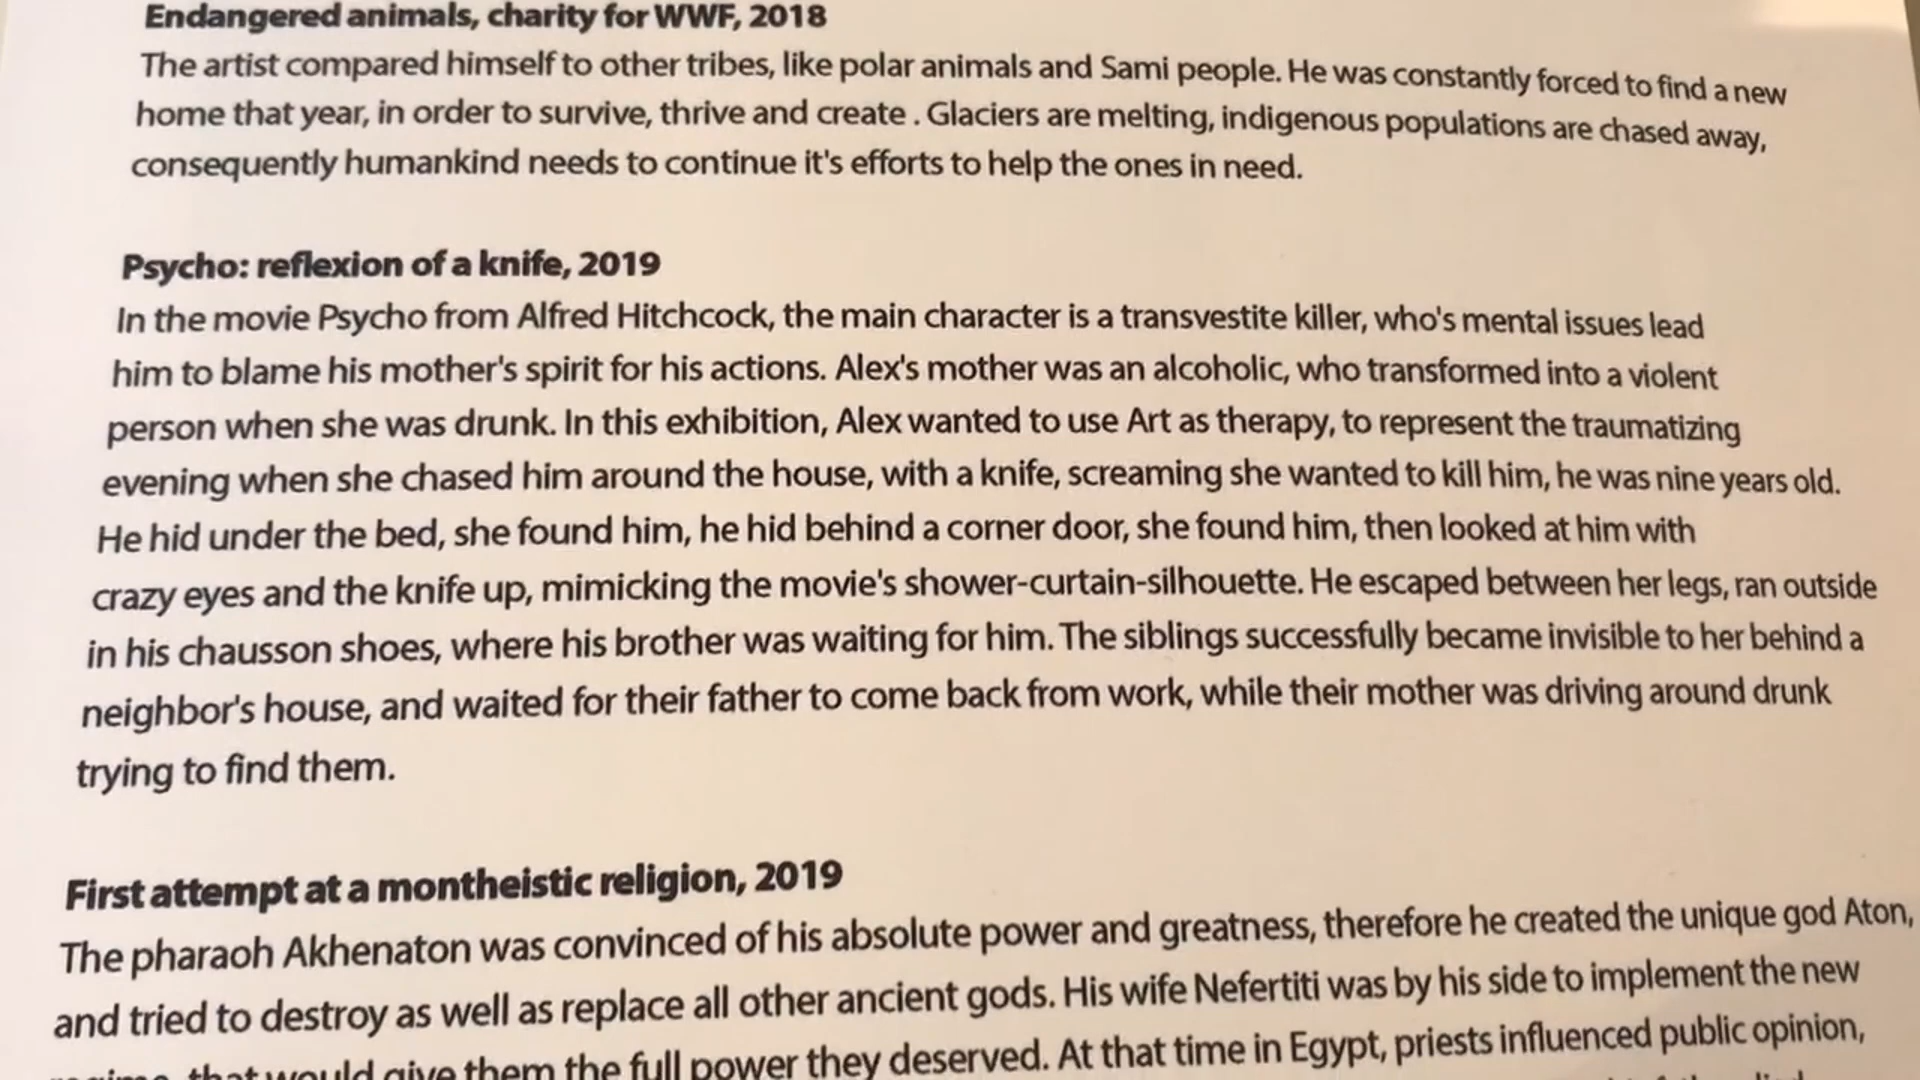 Endangered animals, charity for WWF, 2018
The artist compared himself to other tribes, like polar animals and Sami people. He was constantly forced to find a new
home that year, in order to survive, thrive and create . Glaciers are melting, indigenous populations are chased away,
consequently humankind needs to continue it's efforts to help the ones in need.
Psycho: reflexion of a knife, 2019
In the movie Psycho from Alfred Hitchcock, the main character is a transvestite killer, who's mental issues lead
him to blame his mother's spirit for his actions. Alex's mother was an alcoholic, who transformed into a violent
person when she was drunk. In this exhibition, Alex wanted to use Art as therapy, to represent the traumatizing
evening when she chased him around the house, with a knife, screaming she wanted to kill him, he was nine years old.
He hid under the bed, she found him, he hid behind a corner door, she found him, then looked at him with
crazy eyes and the knife up, mimicking the movie's shower-curtain-silhouette. He escaped between her legs, ran outside
in his chausson shoes, where his brother was waiting for him. The siblings successfully became invisible to her behind a
neighbor's house, and waited for their father to come back from work, while their mother was driving around drunk
trying to find them.
First attempt at a montheistic religion, 2019
The pharaoh Akhenaton was convinced of his absolute power and greatness, therefore he created the unique god Aton,
and tried to destroy as well as replace all other ancient gods. His wife Nefertiti was by his side to implement the new
that would give them the full power they deserved. At that time in Egypt, priests influenced public opinion,